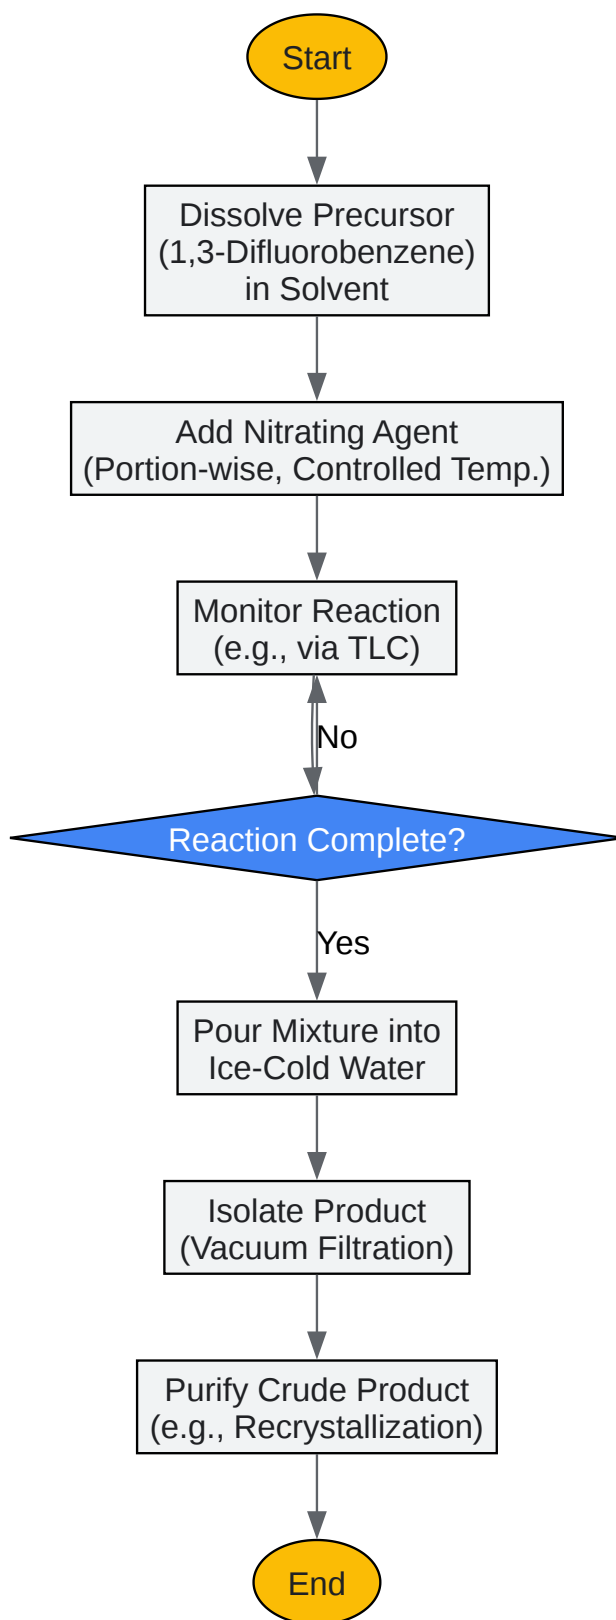 Start
Dissolve Precursor
(1,3-Difluorobenzene)
in Solvent
Add Nitrating Agent
(Portion-wise, Controlled Temp.)
Monitor Reaction
(e.g., via TLC)
No
Reaction Complete?
Yes
Pour Mixture into
Ice-Cold Water
Isolate Product
(Vacuum Filtration)
Purify Crude Product
(e.g., Recrystallization)
End